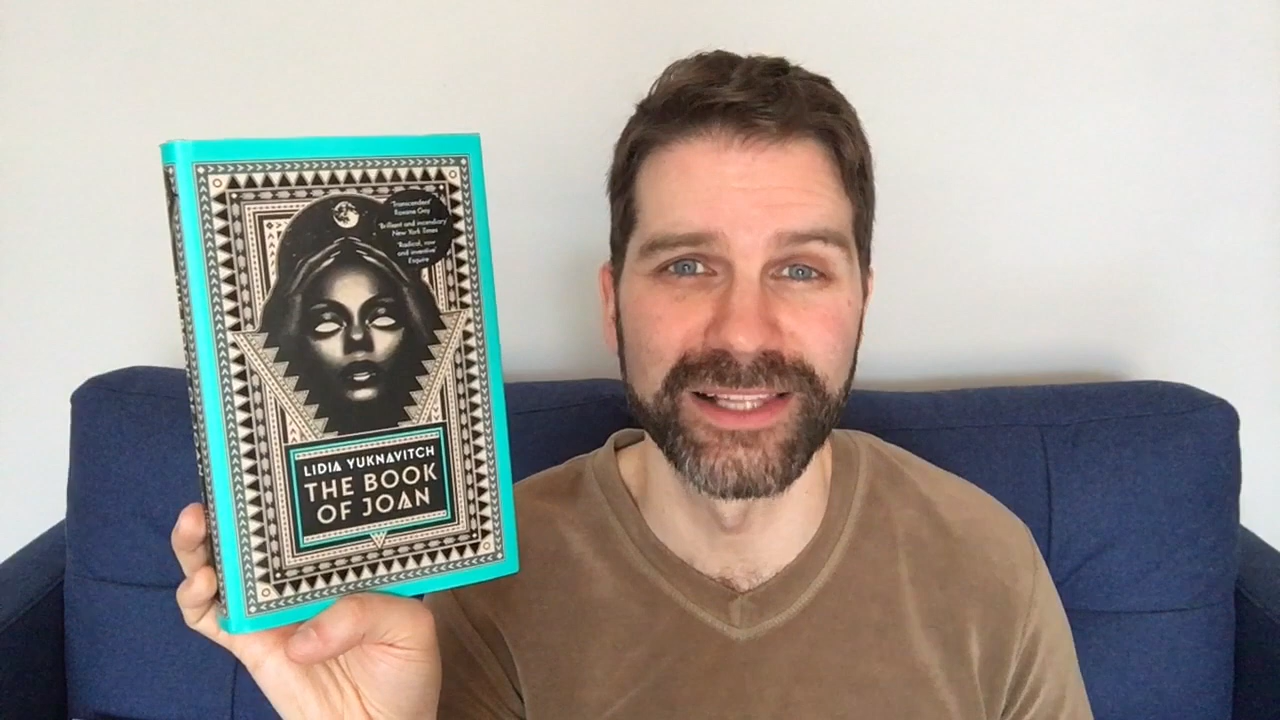 'Transcendent'
Roxane Gay
'Brilliant and incendiary'
New York Times
'Radical, raw
and inventive'
Esquire
LIDIA YUKNAVITCH
THE BOOK
OF JOAN